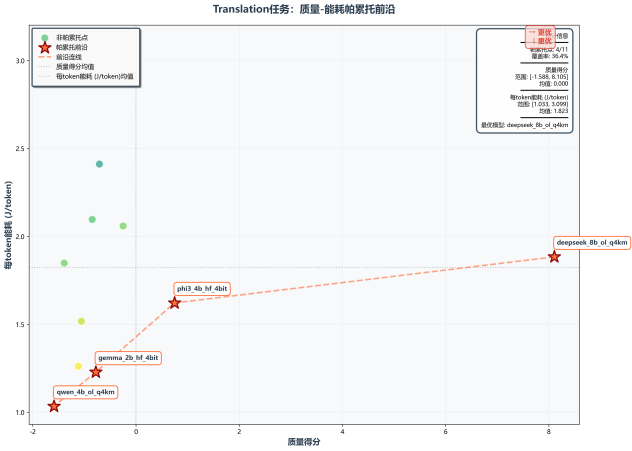 Translation任务：质量-能耗帕累托前沿
非帕累托点
帕累托前沿
前沿连线
质量得分均值
每token能耗 (J/token)均值
→ 更优
↓ 更优
信息
帕累托点: 4/11
覆盖率: 36.4%
质量得分
范围: [-1.588, 8.105]
均值: 0.000
每token能耗 (J/token)
范围: [1.033, 3.099]
均值: 1.823
最优模型: deepseek_8b_ol_q4km
每token能耗 (J/token)
3.0
2.5
2.0
1.5
1.0
deepseek_8b_ol_q4km
phi3_4b_hf_4bit
gemma_2b_hf_4bit
qwen_4b_ol_q4km
-2
0
2
4
6
8
质量得分